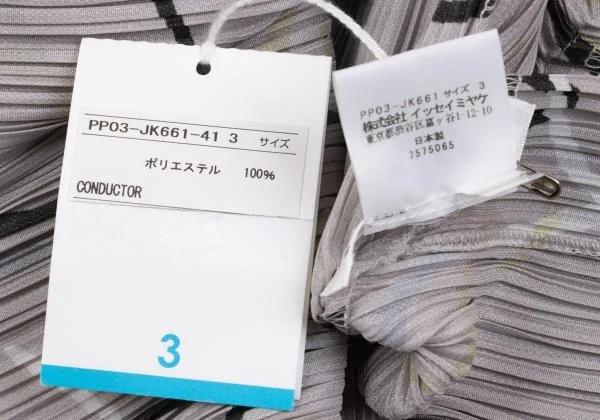 PP03-JK661-41 3 サイズ
ポリエステル 100%
CONDUCTOR
3
PP03-JK661 サイズ 3
株式会社 イッセイミヤケ
東京都渋谷区富ヶ谷1-12-10
日本製
7575065